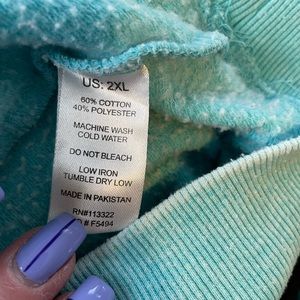 US: 2XL
60% COTTON
40% POLYESTER
MACHINE WASH
COLD WATER
DO NOT BLEACH
LOW IRON
TUMBLE DRY LOW
MADE IN PAKISTAN
RN#113322
# F5494